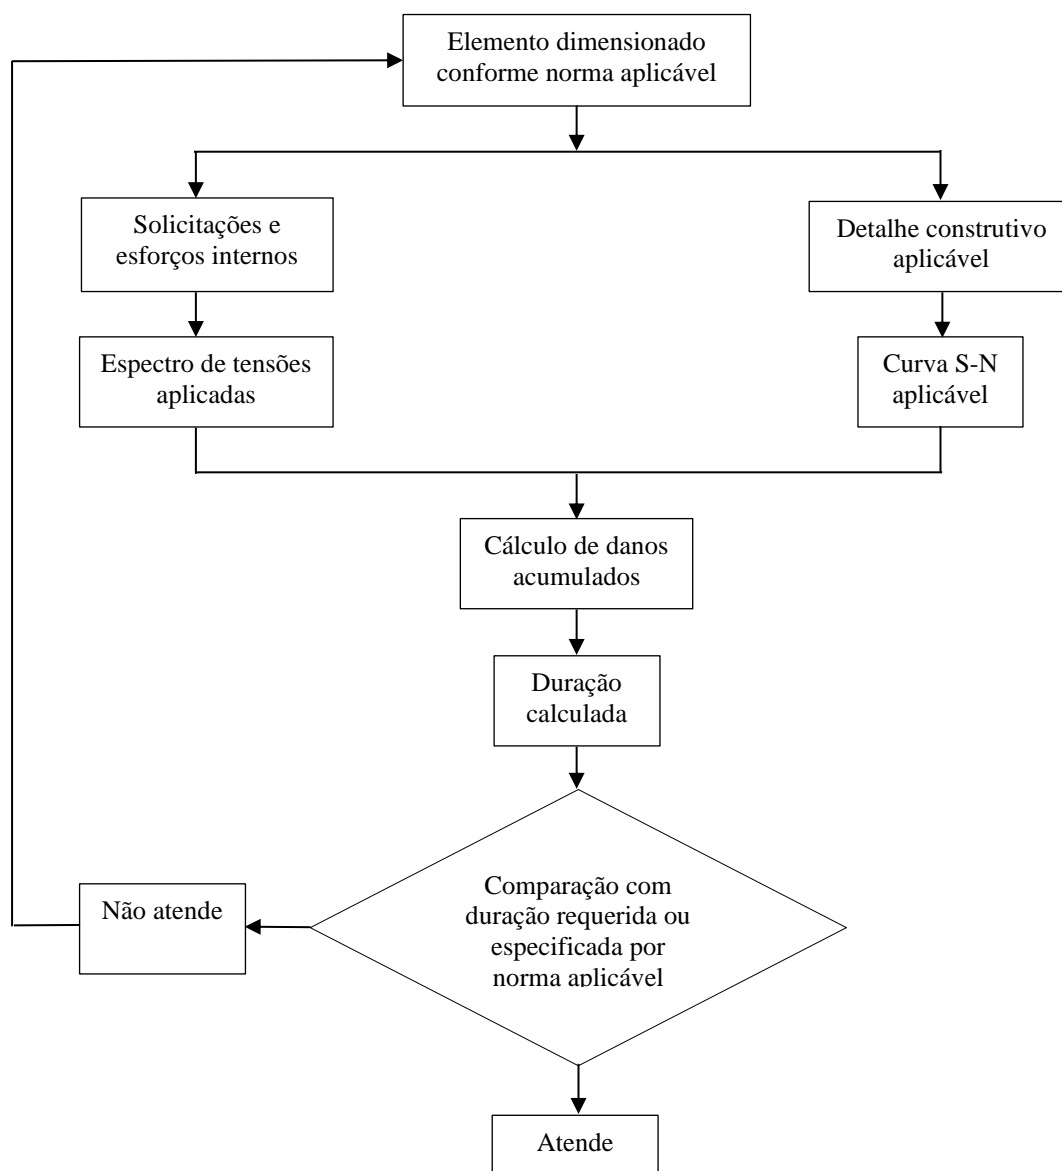 Elemento dimensionado
conforme norma aplicável
Solicitações e
esforços internos
Detalhe construtivo
aplicável
Espectro de tensões
aplicadas
Curva S-N
aplicável
Cálculo de danos
acumulados
Duração
calculada
Comparação com
duração requerida ou
especificada por
norma aplicável
Não atende
Atende